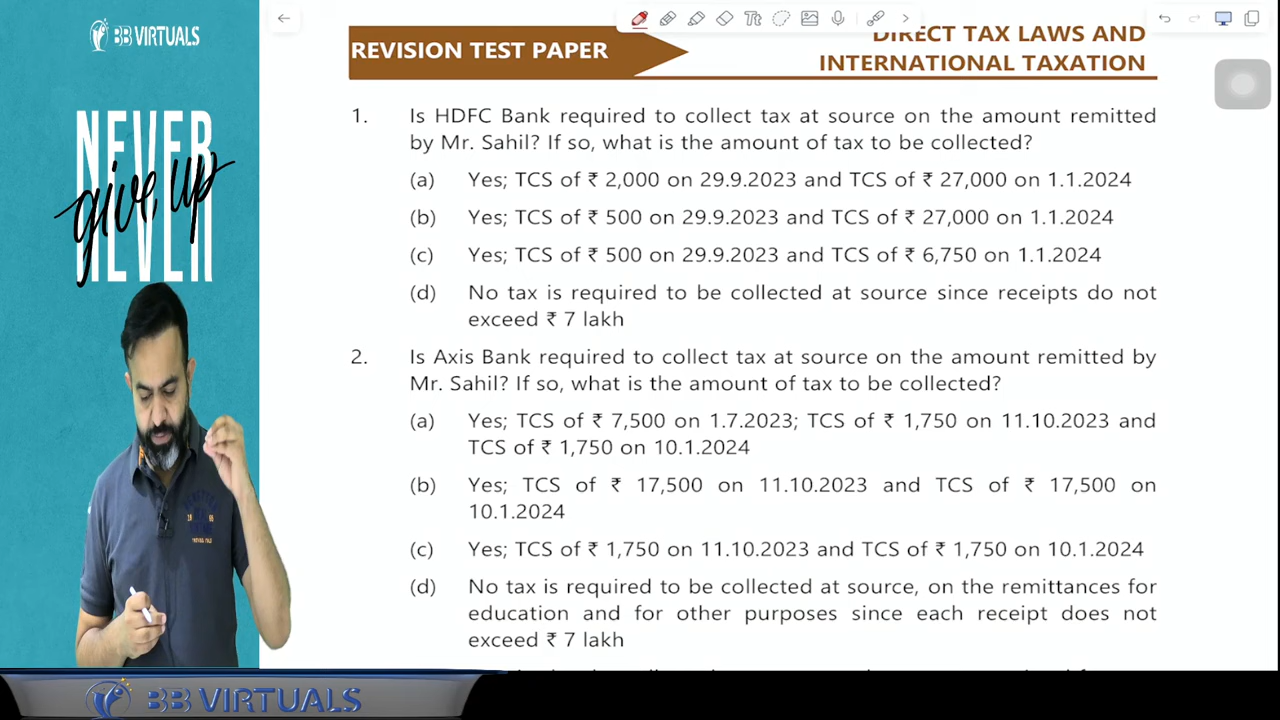 BB VIRTUALS
NEVER
give up
NEVER
REVISION TEST PAPER
DIRECT TAX LAWS AND
INTERNATIONAL TAXATION
1. Is HDFC Bank required to collect tax at source on the amount remitted
by Mr. Sahil? If so, what is the amount of tax to be collected?
(a) Yes; TCS of ₹ 2,000 on 29.9.2023 and TCS of ₹ 27,000 on 1.1.2024
(b) Yes; TCS of ₹ 500 on 29.9.2023 and TCS of ₹ 27,000 on 1.1.2024
(c) Yes; TCS of ₹ 500 on 29.9.2023 and TCS of ₹ 6,750 on 1.1.2024
(d) No tax is required to be collected at source since receipts do not
exceed ₹ 7 lakh
2. Is Axis Bank required to collect tax at source on the amount remitted by
Mr. Sahil? If so, what is the amount of tax to be collected?
(a) Yes; TCS of ₹ 7,500 on 1.7.2023; TCS of ₹ 1,750 on 11.10.2023 and
TCS of ₹ 1,750 on 10.1.2024
(b) Yes; TCS of ₹ 17,500 on 11.10.2023 and TCS of ₹ 17,500 on
10.1.2024
(c) Yes; TCS of ₹ 1,750 on 11.10.2023 and TCS of ₹ 1,750 on 10.1.2024
(d) No tax is required to be collected at source, on the remittances for
education and for other purposes since each receipt does not
exceed ₹ 7 lakh
BB VIRTUALS